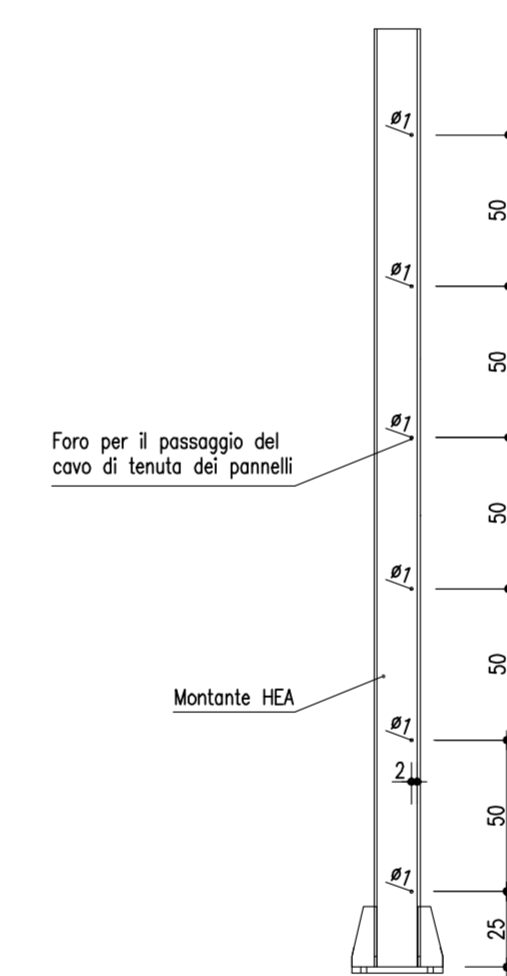 ø1
50
ø1
50
ø1
Foro per il passaggio del
cavo di tenuta dei pannelli
50
ø1
50
Montante HEA
ø1
2
50
ø1
25